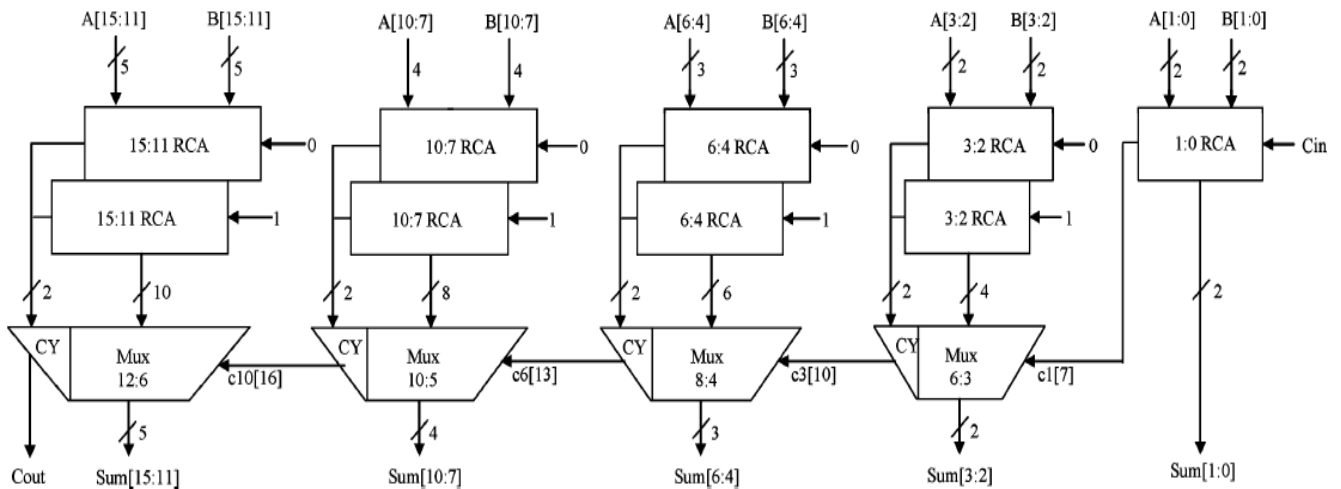 A[15:11] B[15:11] A[10:7] B[10:7] A[6:4] B[6:4] A[3:2] B[3:2] A[1:0] B[1:0]
5 5 4 4 3 3 2 2 2 2
15:11 RCA 0 10:7 RCA 0 6:4 RCA 0 3:2 RCA 0 1:0 RCA Cin
15:11 RCA 1 10:7 RCA 1 6:4 RCA 1 3:2 RCA 1
2 10 2 8 2 6 2 4 2
CY Mux CY Mux CY Mux CY Mux
12:6 c10[16] 10:5 c6[13] 8:4 c3[10] 6:3 c1[7]
5 4 3 2
Cout Sum[15:11] Sum[10:7] Sum[6:4] Sum[3:2] Sum[1:0]